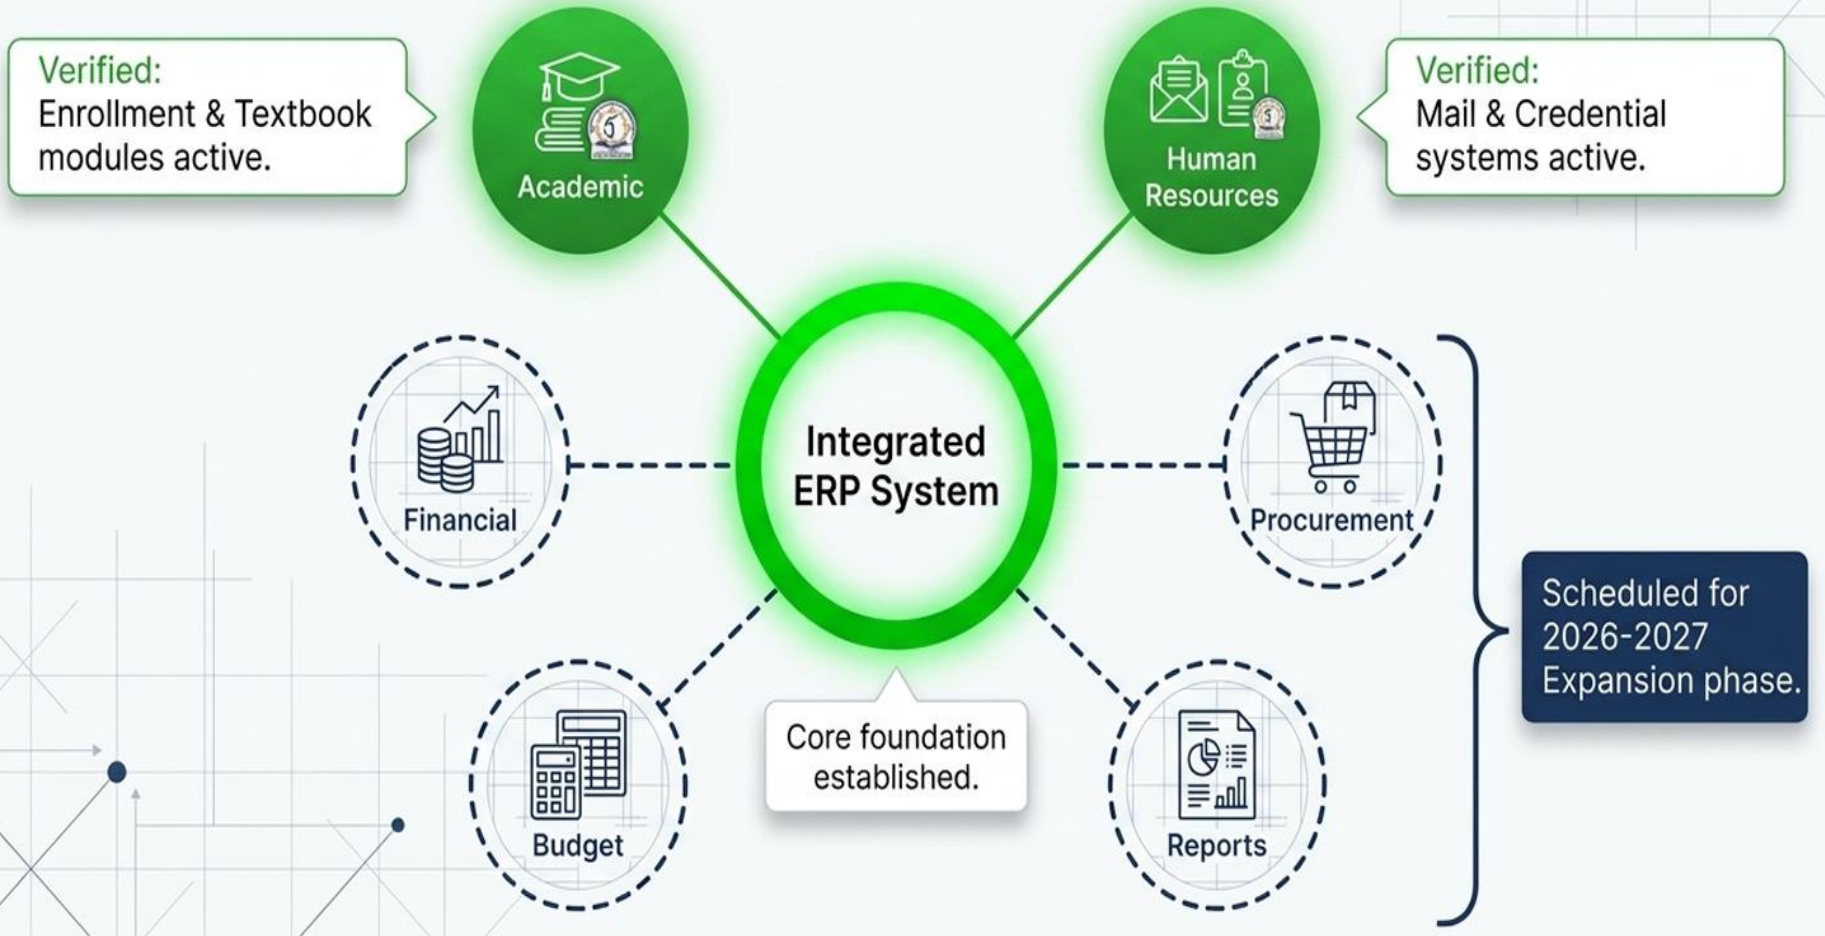 Verified:
Enrollment & Textbook
modules active.
Academic
Human
Resources
Verified:
Mail & Credential
systems active.
Integrated
ERP System
Financial
Procurement
Scheduled for
2026-2027
Expansion phase.
Core foundation
established.
Budget
Reports